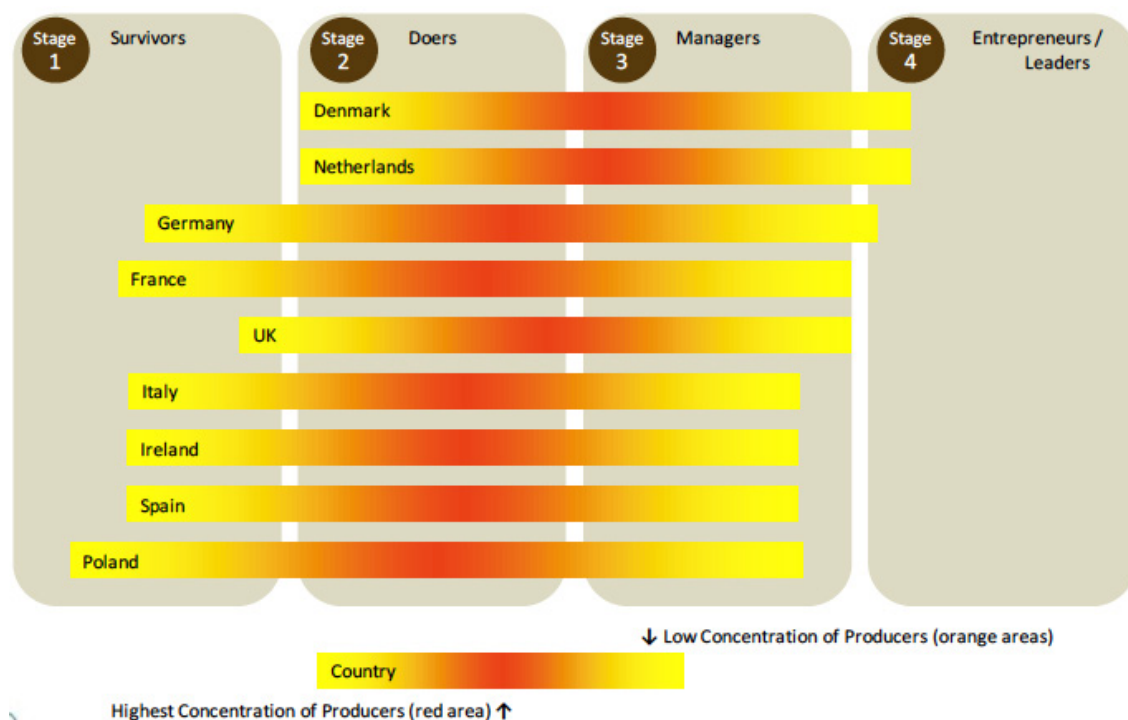 Stage 1
Survivors
Stage 2
Doers
Stage 3
Managers
Stage 4
Entrepreneurs /
Leaders
Denmark
Netherlands
Germany
France
UK
Italy
Ireland
Spain
Poland
↓ Low Concentration of Producers (orange areas)
Country
Highest Concentration of Producers (red area) ↑